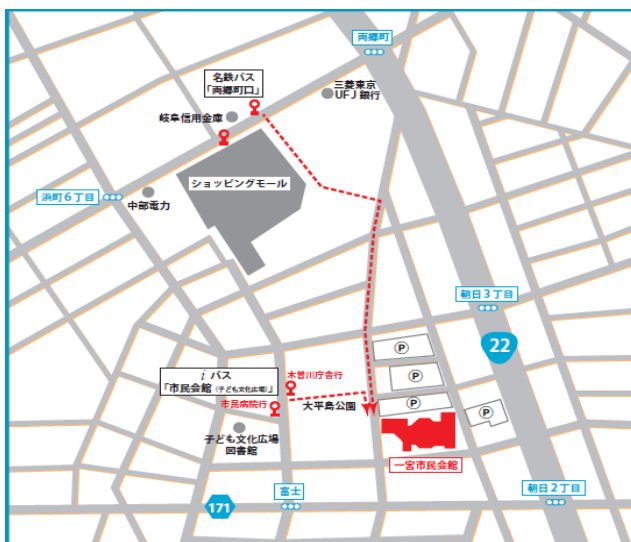 両郷町
名鉄バス
「両郷町口」
三菱東京
UFJ銀行
岐阜信用金庫
ショッピングモール
浜町6丁目
中部電力
朝日3丁目
22
P
P
i バス
「市民会館(子ども文化広場)」
木曽川庁舎行
市民病院行
大平島公園
P
P
子ども文化広場
図書館
一宮市民会館
171
富士
朝日2丁目